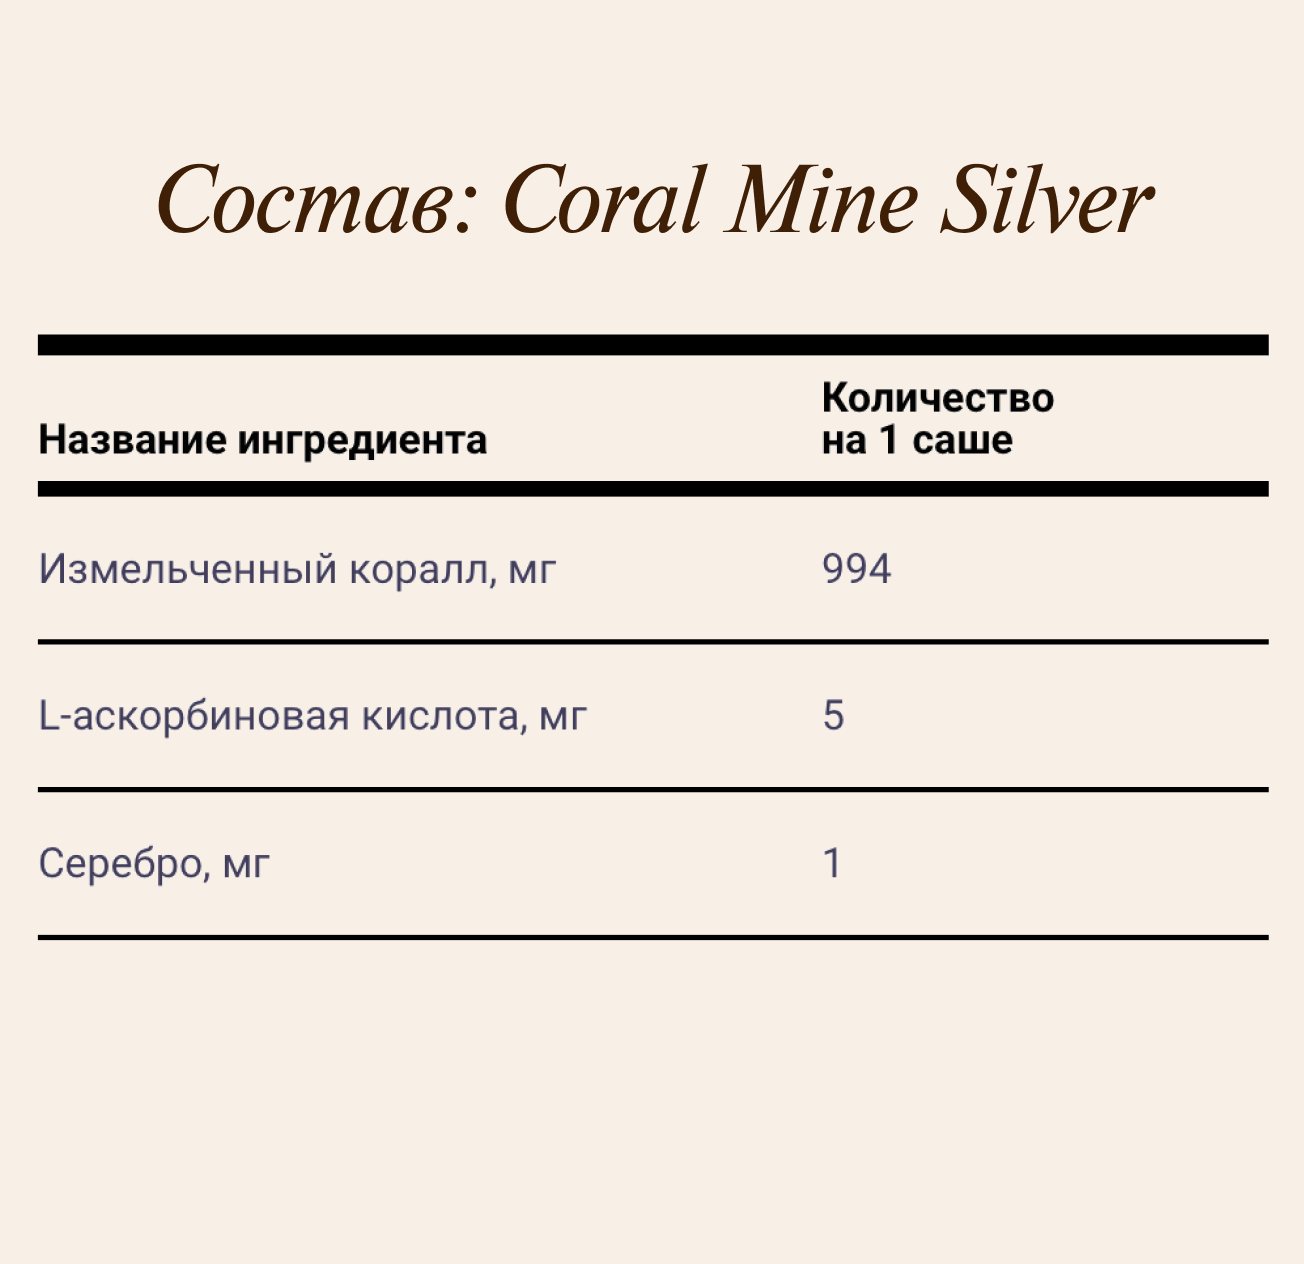 Состав: Coral Mine Silver
Название ингредиента
Количество
на 1 саше
Измельченный коралл, мг
994
L-аскорбиновая кислота, мг
5
Серебро, мг
1